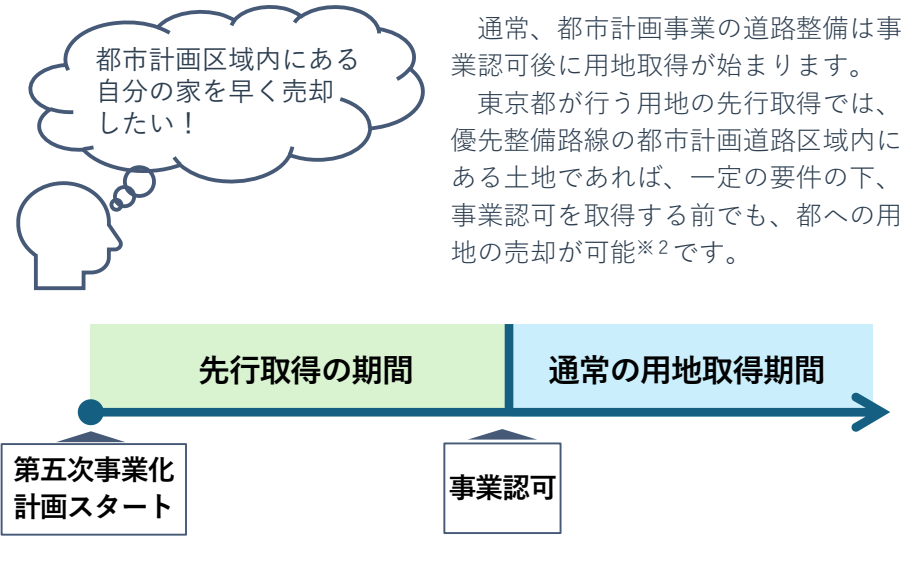 都市計画区域内にある
自分の家を早く売却
したい！
　通常、都市計画事業の道路整備は事
業認可後に用地取得が始まります。
　東京都が行う用地の先行取得では、
優先整備路線の都市計画道路区域内に
ある土地であれば、一定の要件の下、
事業認可を取得する前でも、都への用
地の売却が可能※２です。
先行取得の期間
通常の用地取得期間
第五次事業化
計画スタート
事業認可